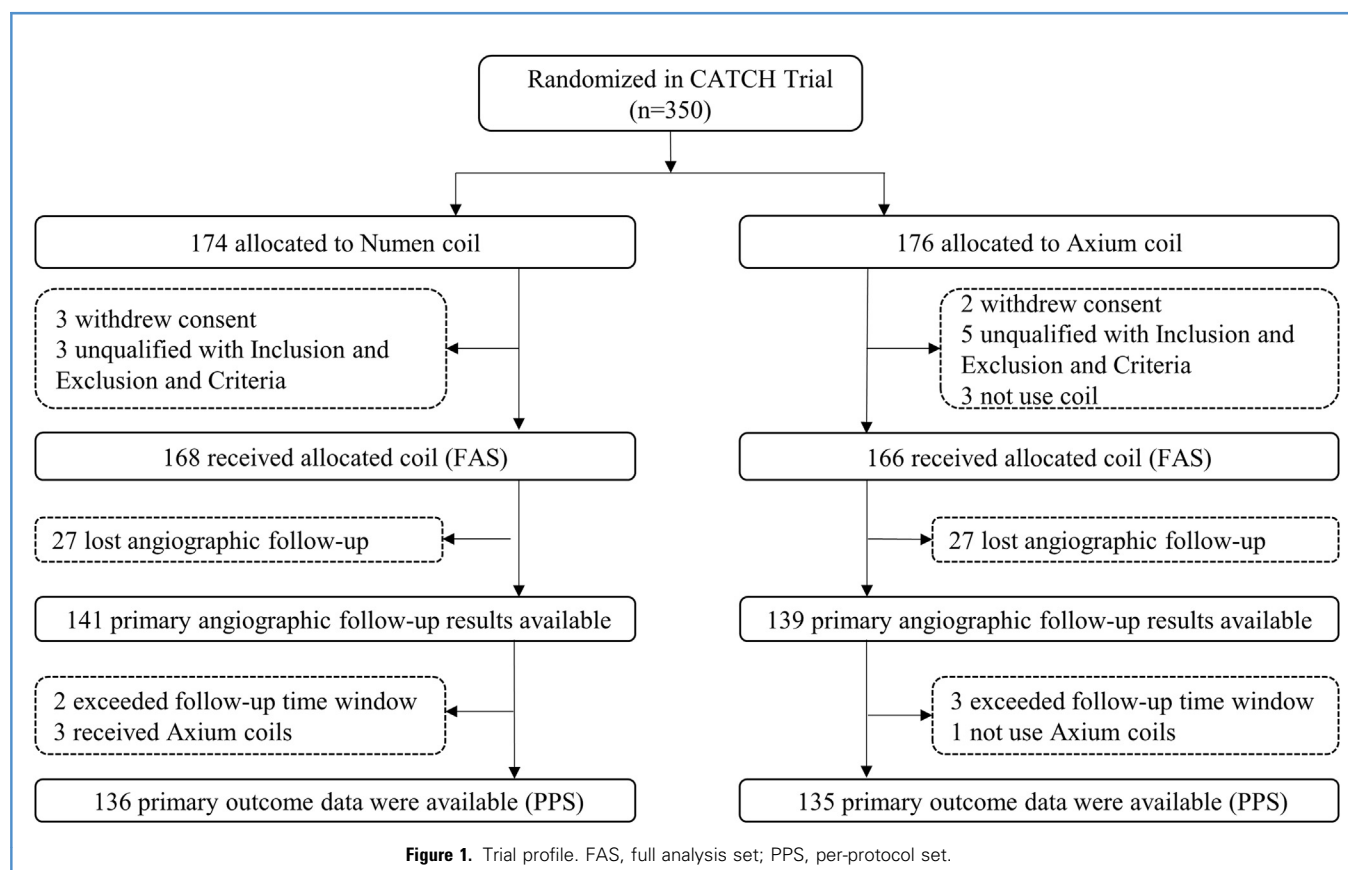 Randomized in CATCH Trial
(n=350)
174 allocated to Numen coil
176 allocated to Axium coil
3 withdrew consent
3 unqualified with Inclusion and
Exclusion and Criteria
2 withdrew consent
5 unqualified with Inclusion and
Exclusion and Criteria
3 not use coil
168 received allocated coil (FAS)
166 received allocated coil (FAS)
27 lost angiographic follow-up
27 lost angiographic follow-up
141 primary angiographic follow-up results available
139 primary angiographic follow-up results available
2 exceeded follow-up time window
3 received Axium coils
3 exceeded follow-up time window
1 not use Axium coils
136 primary outcome data were available (PPS)
135 primary outcome data were available (PPS)
Figure 1. Trial profile. FAS, full analysis set; PPS, per-protocol set.